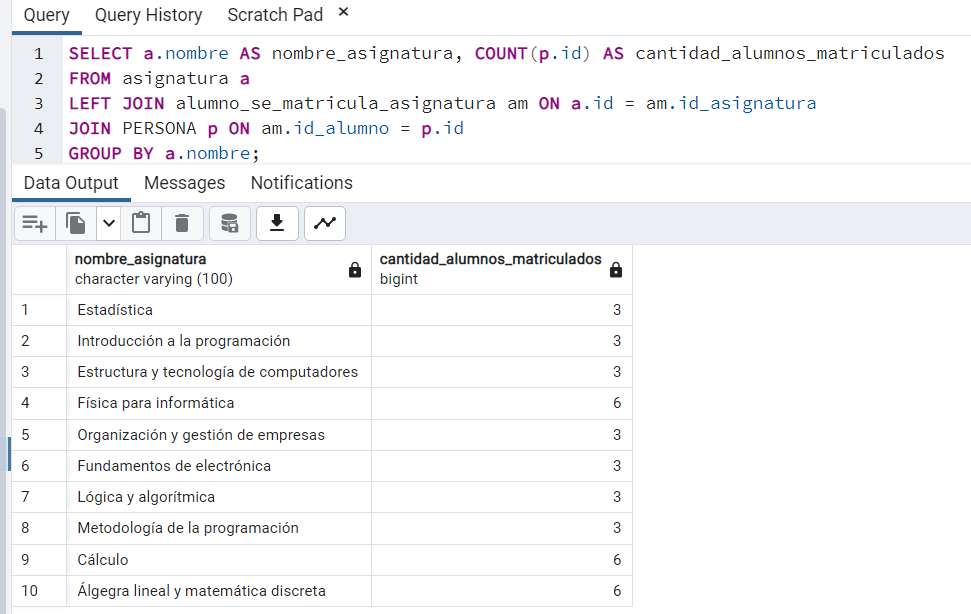 Query Query History Scratch Pad ×
1 SELECT a.nombre AS nombre_asignatura, COUNT(p.id) AS cantidad_alumnos_matriculados
2 FROM asignatura a
3 LEFT JOIN alumno_se_matricula_asignatura am ON a.id = am.id_asignatura
4 JOIN PERSONA p ON am.id_alumno = p.id
5 GROUP BY a.nombre;
Data Output Messages Notifications
nombre_asignatura cantidad_alumnos_matriculados
character varying (100) bigint
1 Estadística 3
2 Introducción a la programación 3
3 Estructura y tecnología de computadores 3
4 Física para informática 6
5 Organización y gestión de empresas 3
6 Fundamentos de electrónica 3
7 Lógica y algorítmica 3
8 Metodología de la programación 3
9 Cálculo 6
10 Álgegra lineal y matemática discreta 6